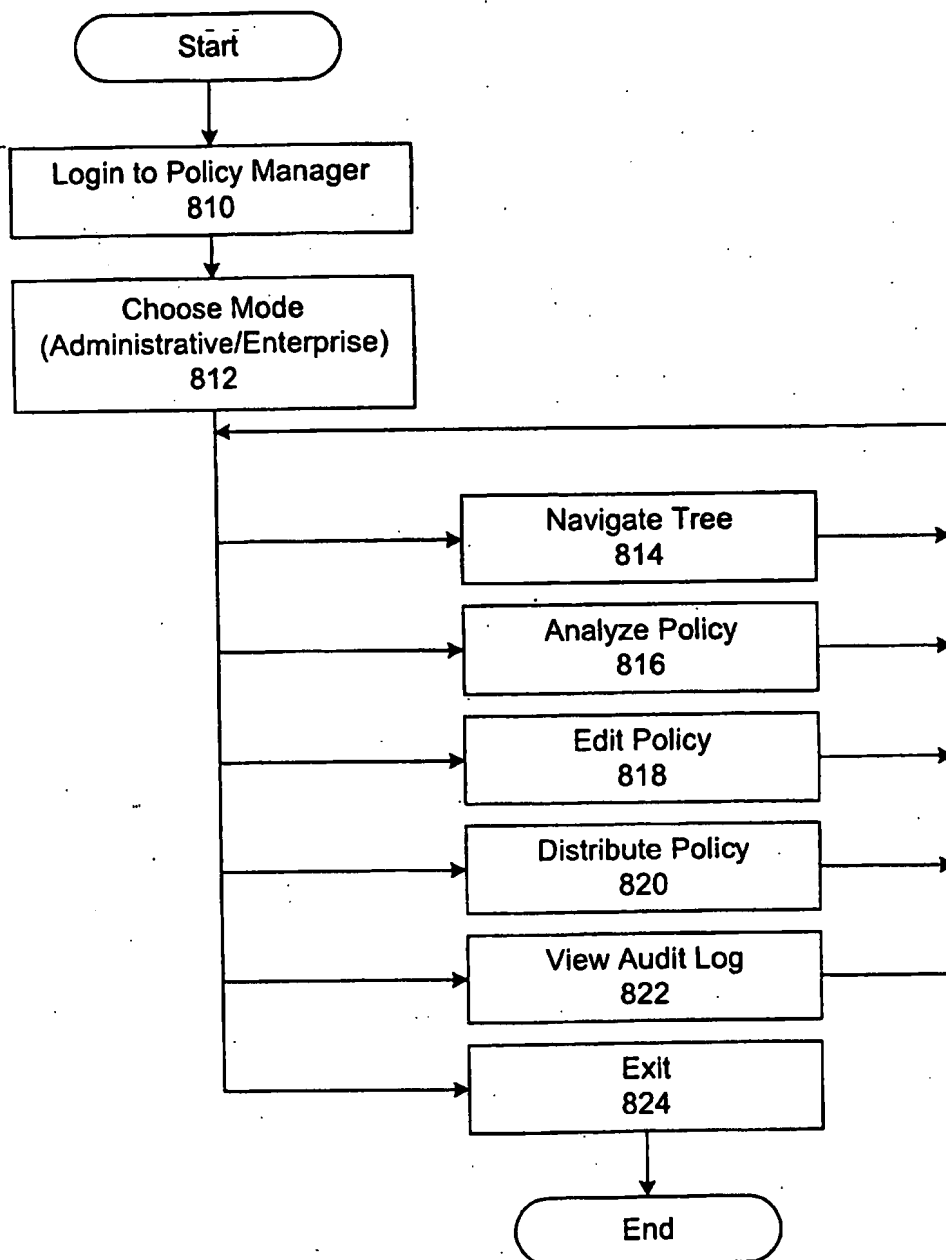 Start
Login to Policy Manager
810
Choose Mode
(Administrative/Enterprise)
812
Navigate Tree
814
Analyze Policy
816
Edit Policy
818
Distribute Policy
820
View Audit Log
822
Exit
824
End